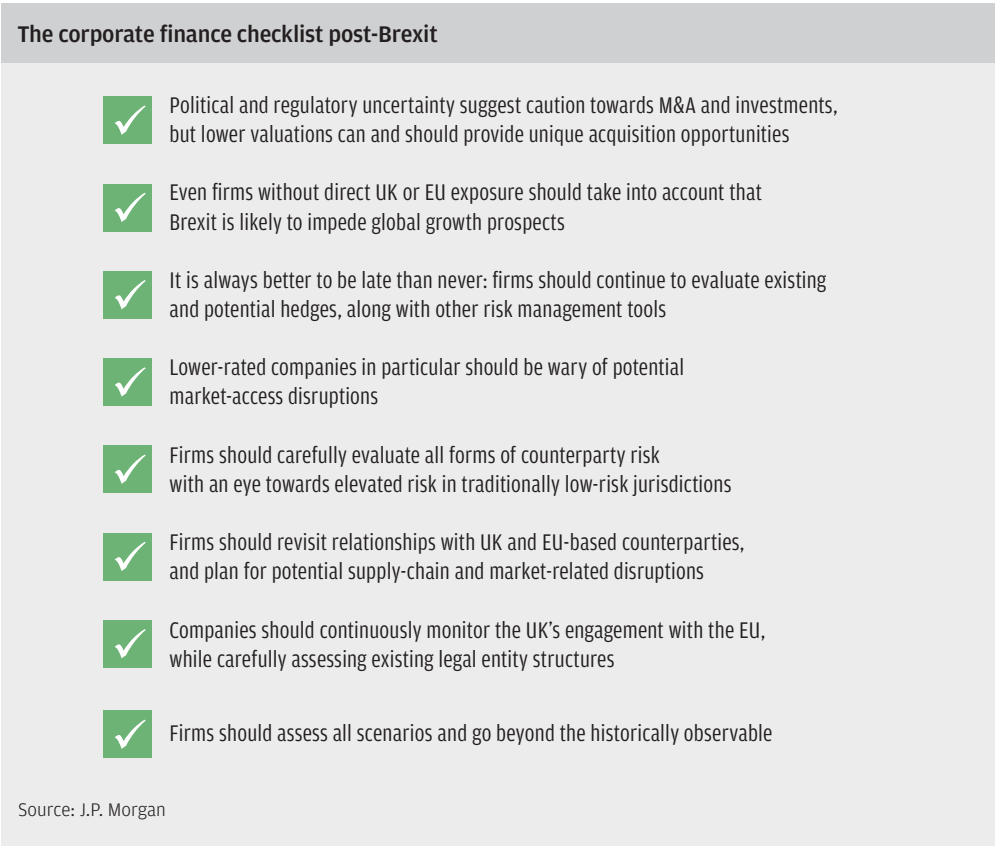 The corporate finance checklist post-Brexit
Political and regulatory uncertainty suggest caution towards M&A and investments,
but lower valuations can and should provide unique acquisition opportunities
Even firms without direct UK or EU exposure should take into account that
Brexit is likely to impede global growth prospects
It is always better to be late than never: firms should continue to evaluate existing
and potential hedges, along with other risk management tools
Lower-rated companies in particular should be wary of potential
market-access disruptions
Firms should carefully evaluate all forms of counterparty risk
with an eye towards elevated risk in traditionally low-risk jurisdictions
Firms should revisit relationships with UK and EU-based counterparties,
and plan for potential supply-chain and market-related disruptions
Companies should continuously monitor the UK’s engagement with the EU,
while carefully assessing existing legal entity structures
Firms should assess all scenarios and go beyond the historically observable
Source: J.P. Morgan